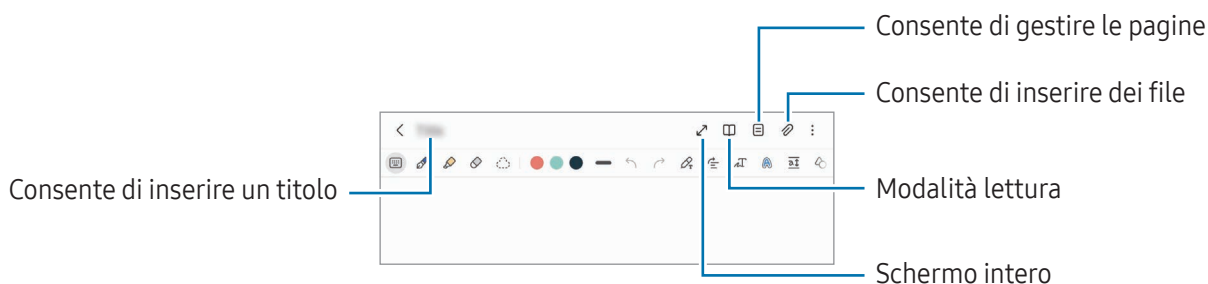 Consente di gestire le pagine
Consente di inserire dei file
Consente di inserire un titolo
Modalità lettura
Schermo intero